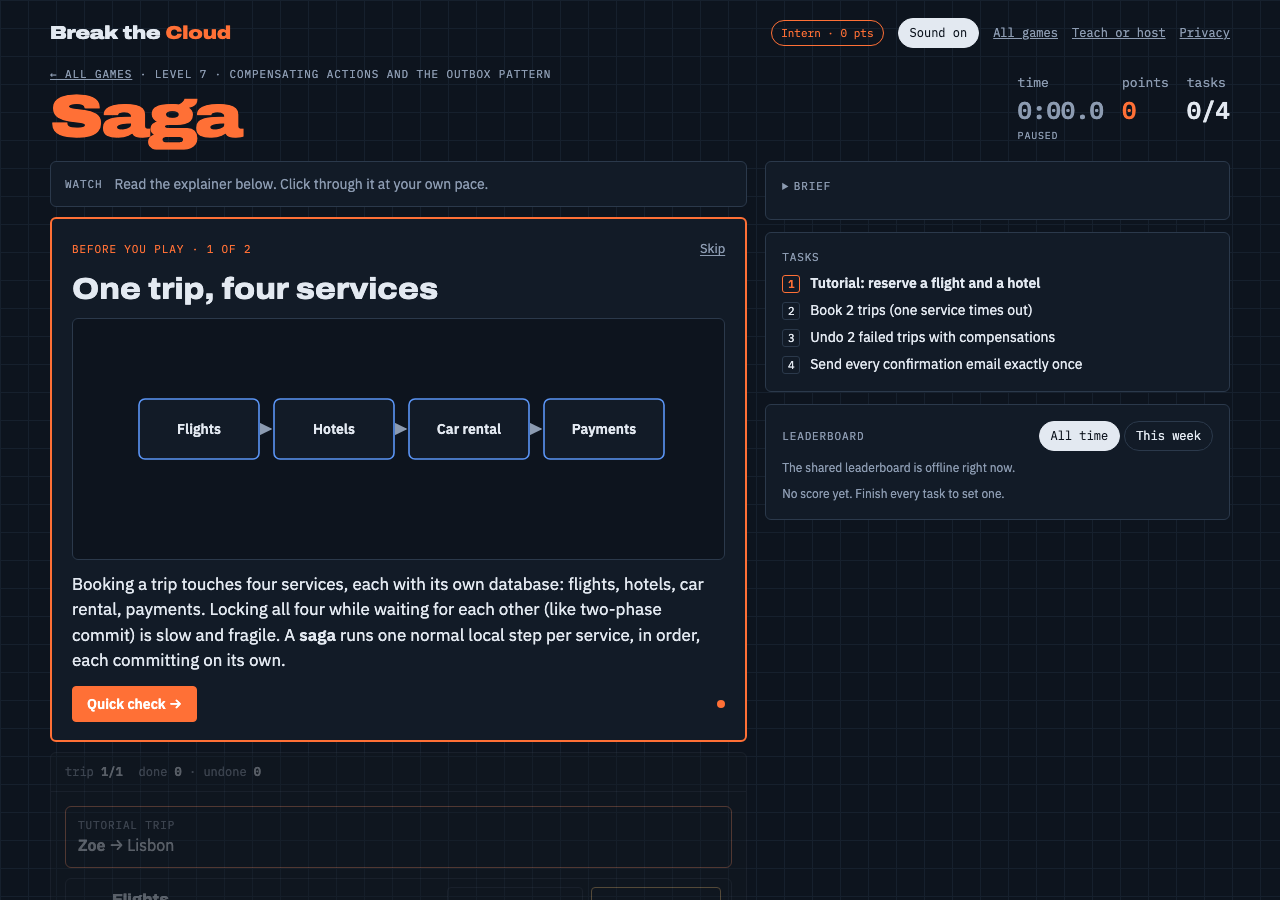 Break the Cloud
Intern · 0 pts
Sound on
All games
Teach or host
Privacy
← ALL GAMES · LEVEL 7 · COMPENSATING ACTIONS AND THE OUTBOX PATTERN
Saga
time
points
tasks
0:00.0
0
0/4
PAUSED
WATCH Read the explainer below. Click through it at your own pace.
BEFORE YOU PLAY · 1 OF 2
Skip
One trip, four services
Flights
Hotels
Car rental
Payments
Booking a trip touches four services, each with its own database: flights, hotels, car
rental, payments. Locking all four while waiting for each other (like two-phase
commit) is slow and fragile. A saga runs one normal local step per service, in order,
each committing on its own.
Quick check →
trip 1/1 done 0 · undone 0
TUTORIAL TRIP
Zoe → Lisbon
Flights
▶ BRIEF
TASKS
1 Tutorial: reserve a flight and a hotel
2 Book 2 trips (one service times out)
3 Undo 2 failed trips with compensations
4 Send every confirmation email exactly once
LEADERBOARD
All time
This week
The shared leaderboard is offline right now.
No score yet. Finish every task to set one.